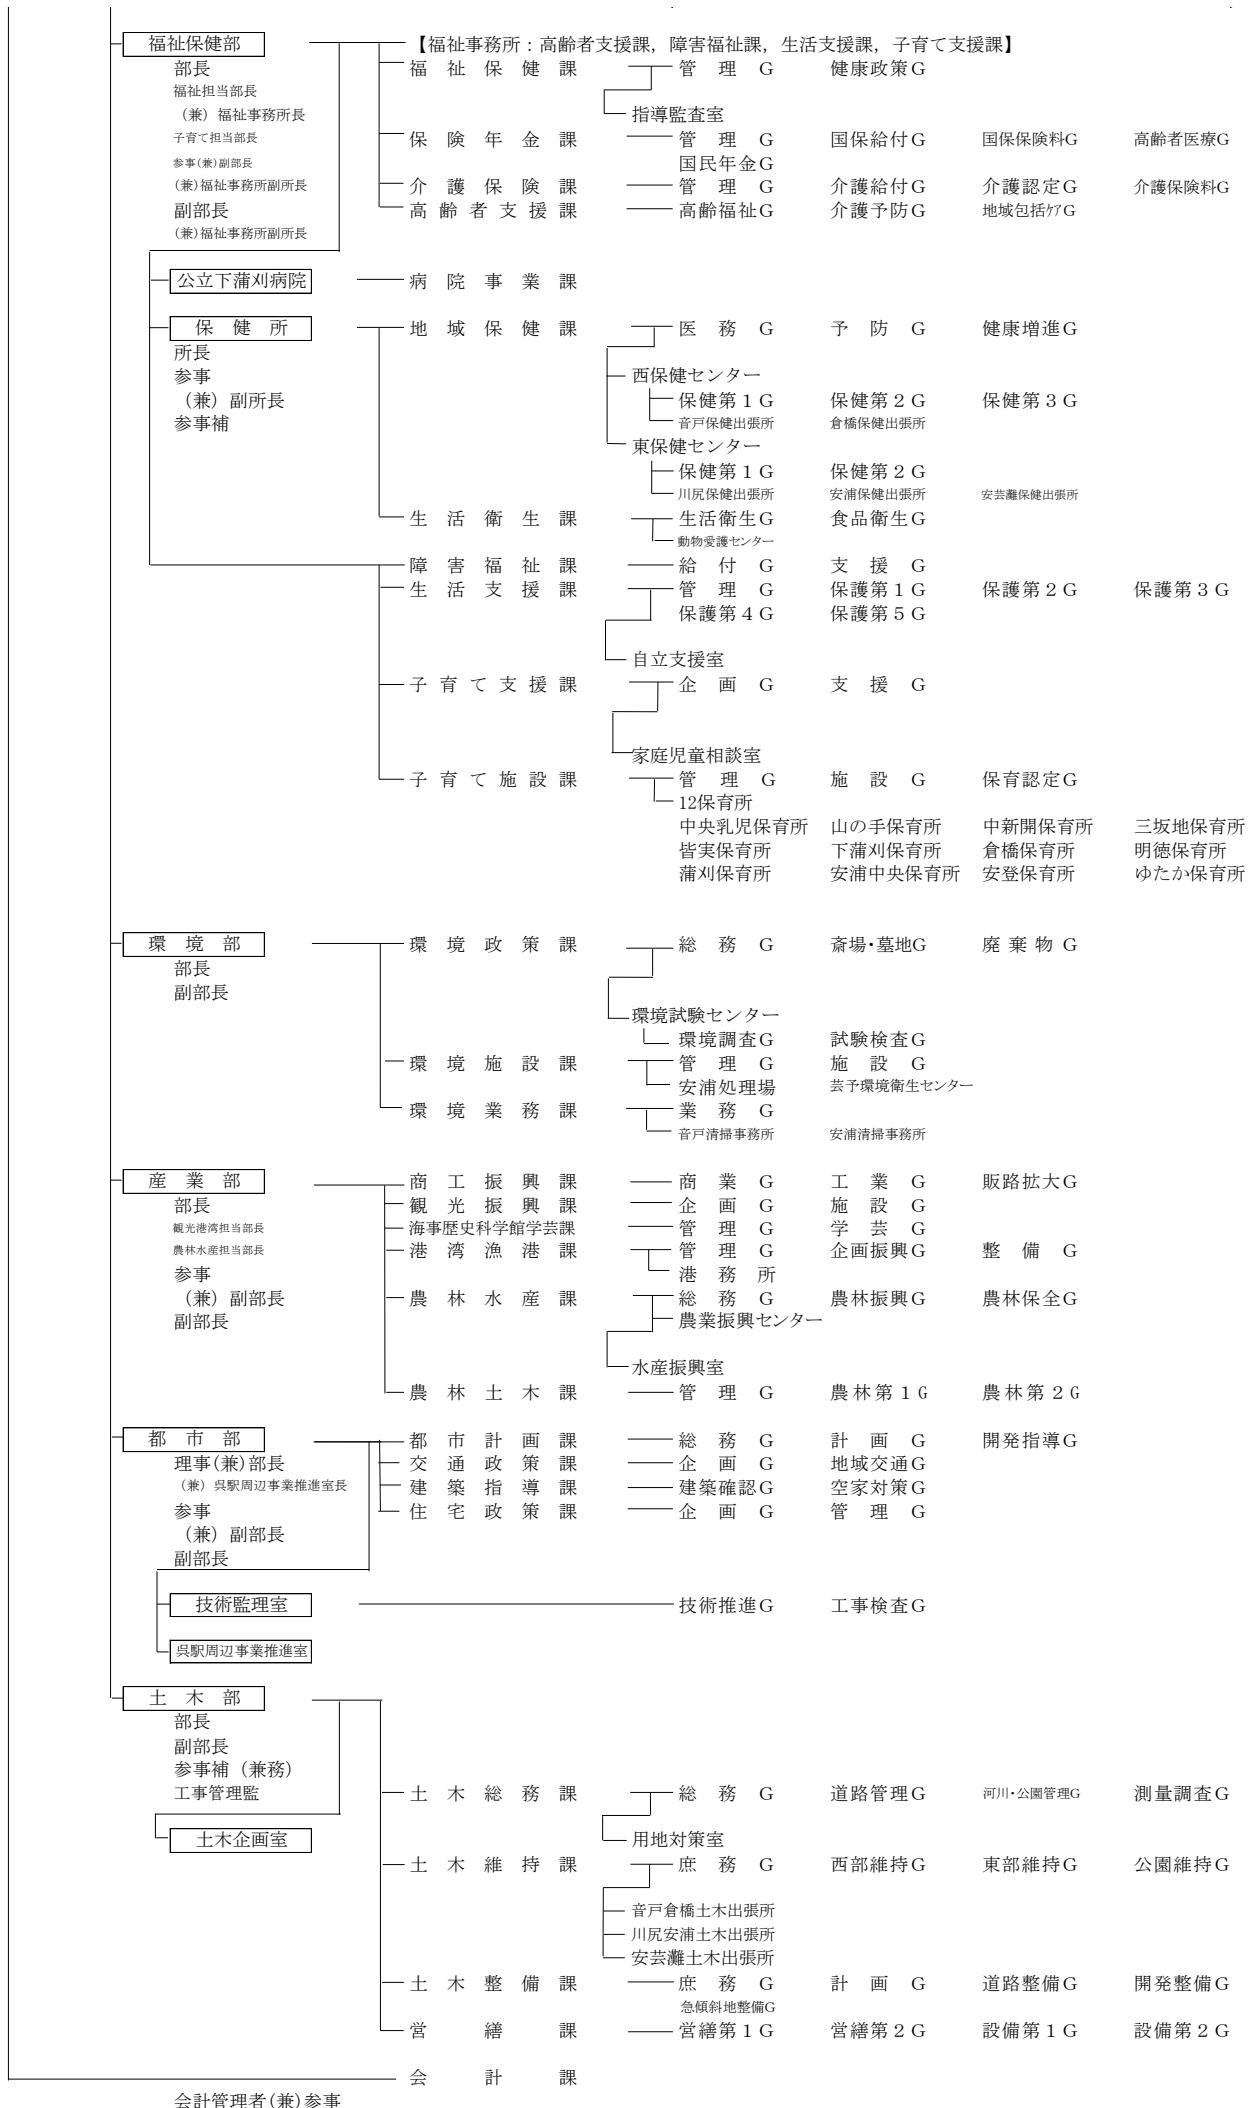 福祉保健部 【福祉事務所：高齢者支援課，障害福祉課，生活支援課，子育て支援課】
部長 福祉保健課 管理G 健康政策G
福祉担当部長
（兼）福祉事務所長 指導監査室
子育て担当部長 保険年金課 管理G 国保給付G 国保保険料G 高齢者医療G
参事(兼)副部長 国民年金G
(兼)福祉事務所副所長 介護保険課 管理G 介護給付G 介護認定G 介護保険料G
副部長 高齢者支援課 高齢福祉G 介護予防G 地域包括ｹｱG
(兼)福祉事務所副所長
公立下蒲刈病院 病院事業課
保健所 地域保健課 医務G 予防G 健康増進G
所長
参事 西保健センター
（兼）副所長 保健第１G 保健第２G 保健第３G
参事補 音戸保健出張所 倉橋保健出張所
東保健センター
保健第１G 保健第２G
川尻保健出張所 安浦保健出張所 安芸灘保健出張所
生活衛生課 生活衛生G 食品衛生G
動物愛護センター
障害福祉課 給付G 支援G
生活支援課 管理G 保護第１G 保護第２G 保護第３G
保護第４G 保護第５G
自立支援室
子育て支援課 企画G 支援G
家庭児童相談室
子育て施設課 管理G 施設G 保育認定G
12保育所
中央乳児保育所 山の手保育所 中新開保育所 三坂地保育所
皆実保育所 下蒲刈保育所 倉橋保育所 明徳保育所
蒲刈保育所 安浦中央保育所 安登保育所 ゆたか保育所
環境部 環境政策課 総務G 斎場・墓地G 廃棄物G
部長
副部長
環境試験センター
環境調査G 試験検査G
環境施設課 管理G 施設G
安浦処理場 芸予環境衛生センター
環境業務課 業務G
音戸清掃事務所 安浦清掃事務所
産業部 商工振興課 商業G 工業G 販路拡大G
部長 観光振興課 企画G 施設G
観光港湾担当部長 海事歴史科学館学芸課 管理G 学芸G
農林水産担当部長 港湾漁港課 管理G 企画振興G 整備G
参事 港務所
（兼）副部長 農林水産課 総務G 農林振興G 農林保全G
副部長 農業振興センター
水産振興室
農林土木課 管理G 農林第１G 農林第２G
都市部 都市計画課 総務G 計画G 開発指導G
理事(兼)部長 交通政策課 企画G 地域交通G
（兼）呉駅周辺事業推進室長 建築指導課 建築確認G 空家対策G
参事 住宅政策課 企画G 管理G
（兼）副部長
副部長
技術監理室 技術推進G 工事検査G
呉駅周辺事業推進室
土木部
部長
副部長
参事補（兼務）
工事管理監 土木総務課 総務G 道路管理G 河川・公園管理G 測量調査G
土木企画室 用地対策室
土木維持課 庶務G 西部維持G 東部維持G 公園維持G
音戸倉橋土木出張所
川尻安浦土木出張所
安芸灘土木出張所
土木整備課 庶務G 計画G 道路整備G 開発整備G
急傾斜地整備G
営繕課 営繕第１G 営繕第２G 設備第１G 設備第２G
会計課
会計管理者(兼)参事